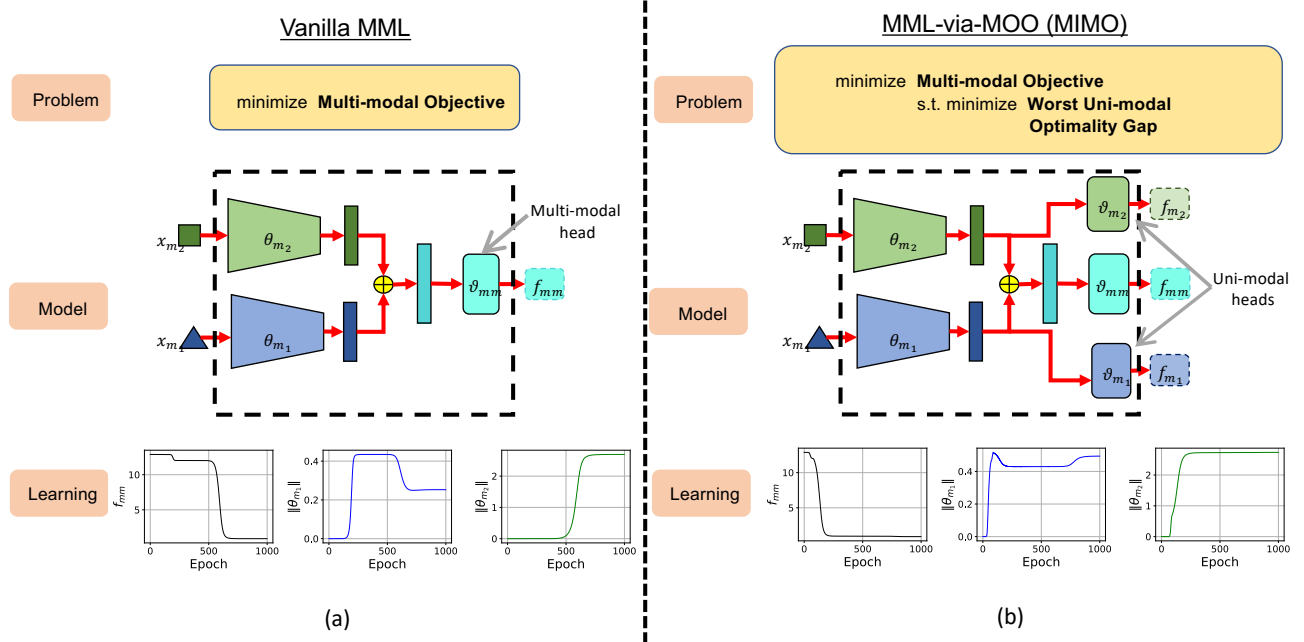 Vanilla MML
Problem
minimize Multi-modal Objective
Multi-modal
head
x_{m_2}
θ_{m_2}
ϑ_{mm}
f_{mm}
Model
x_{m_1}
θ_{m_1}
Learning
f_{mm}
10
5
0
500
1000
Epoch
‖θ_{m_1}‖
0.4
0.2
0.0
0
500
1000
Epoch
‖θ_{m_2}‖
2
1
0
0
500
1000
Epoch
(a)
MML-via-MOO (MIMO)
Problem
minimize Multi-modal Objective
s.t. minimize Worst Uni-modal
Optimality Gap
x_{m_2}
θ_{m_2}
ϑ_{m_2}
f_{m_2}
Model
ϑ_{mm}
f_{mm}
Uni-modal
heads
x_{m_1}
θ_{m_1}
ϑ_{m_1}
f_{m_1}
Learning
f_{mm}
10
5
0
500
1000
Epoch
‖θ_{m_1}‖
0.4
0.2
0.0
0
500
1000
Epoch
‖θ_{m_2}‖
2
1
0
0
500
1000
Epoch
(b)